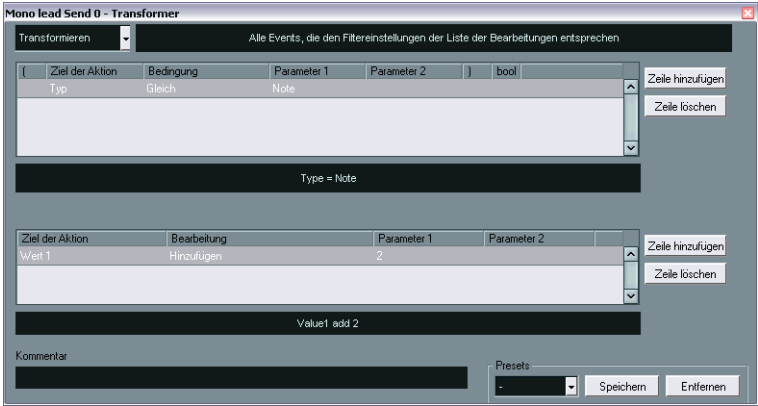 Mono lead Send 0 - Transformer
Transformieren
Alle Events, die den Filtereinstellungen der Liste der Bearbeitungen entsprechen
( Ziel der Aktion Bedingung Parameter 1 Parameter 2 ) bool
Typ Gleich Note
Zeile hinzufügen
Zeile löschen
Type = Note
Ziel der Aktion Bearbeitung Parameter 1 Parameter 2
Wert 1 Hinzufügen 2
Zeile hinzufügen
Zeile löschen
Value1 add 2
Kommentar
Presets
- Speichern Entfernen